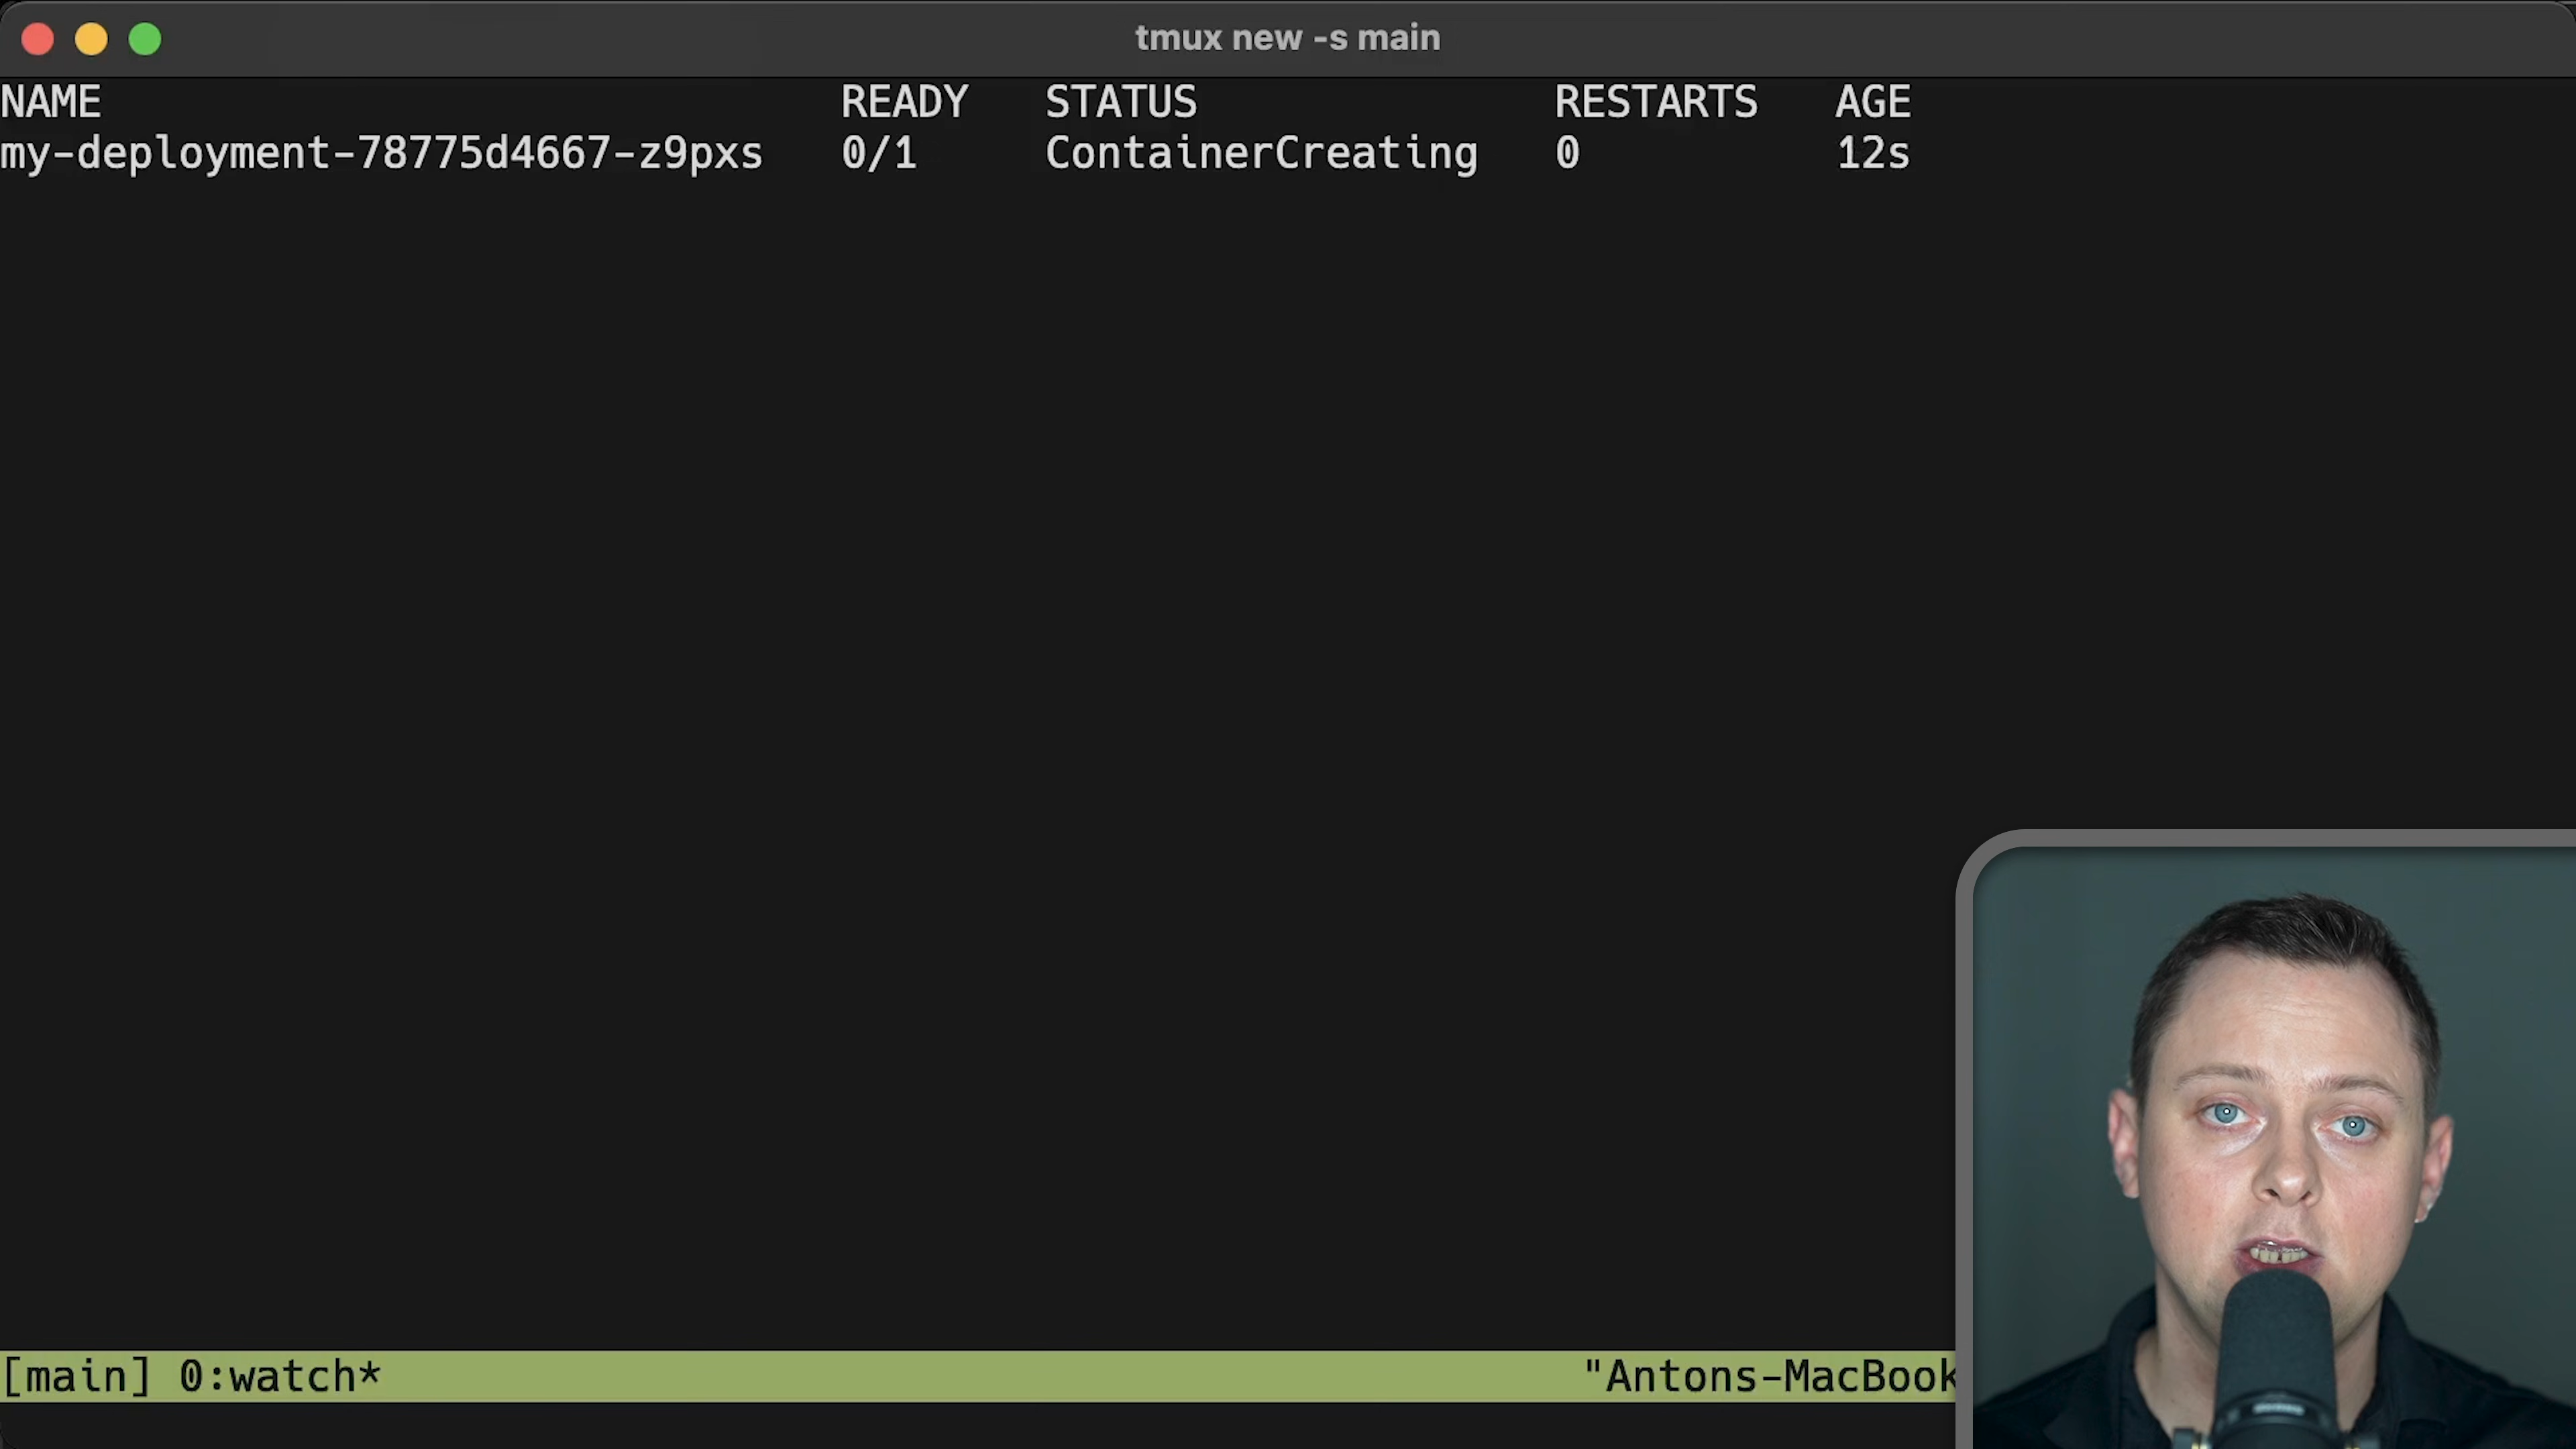 tmux new -s main
NAME READY STATUS RESTARTS AGE
my-deployment-78775d4667-z9pxs 0/1 ContainerCreating 0 12s
[main] 0:watch* "Antons-MacBook